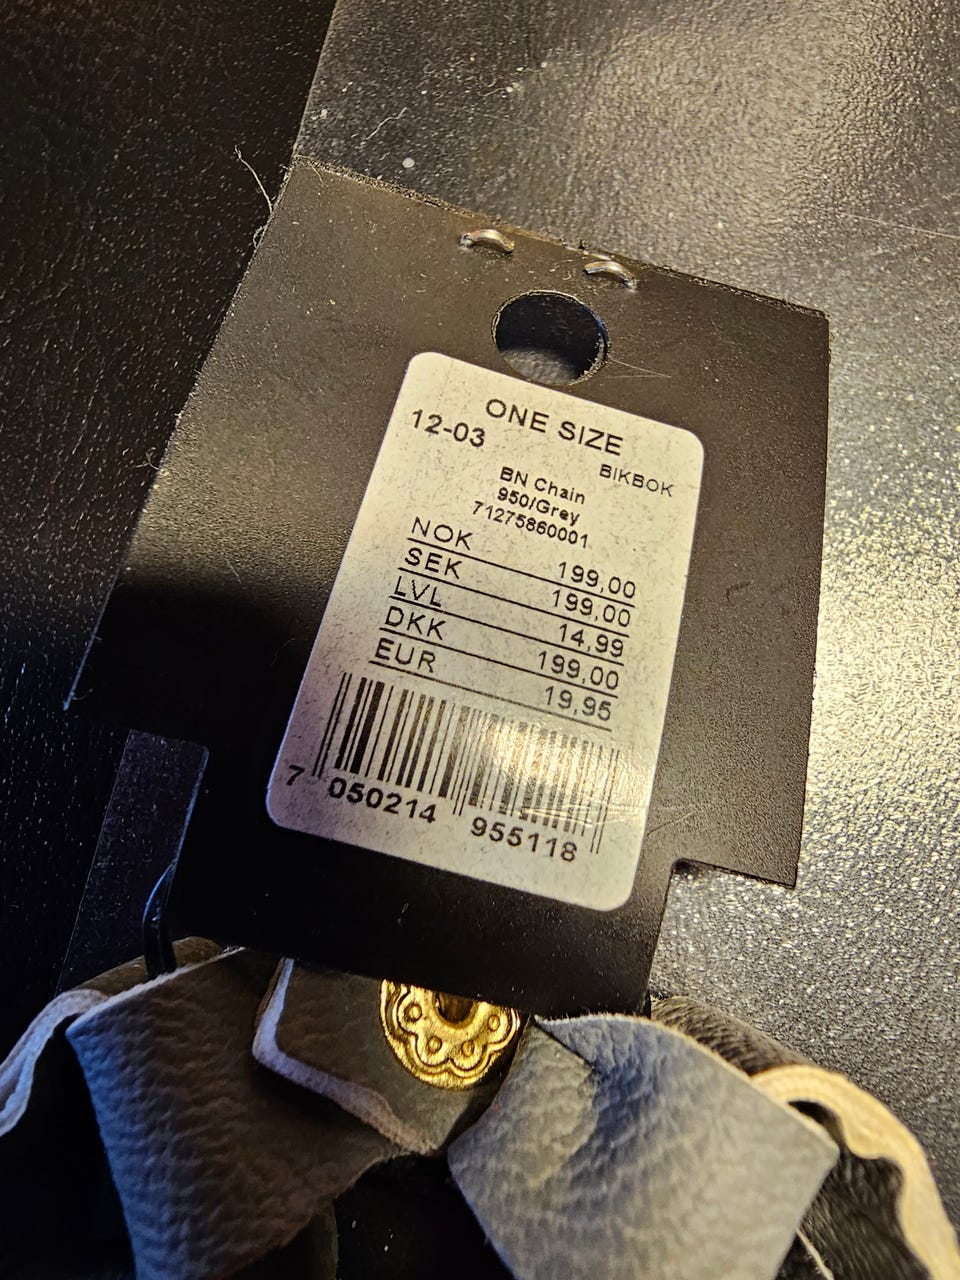 ONE SIZE
12-03
BIKBOK
BN Chain
950/Grey
71275860001
NOK 199,00
SEK 199,00
LVL 14,99
DKK 199,00
EUR 19,95
7 050214 955118